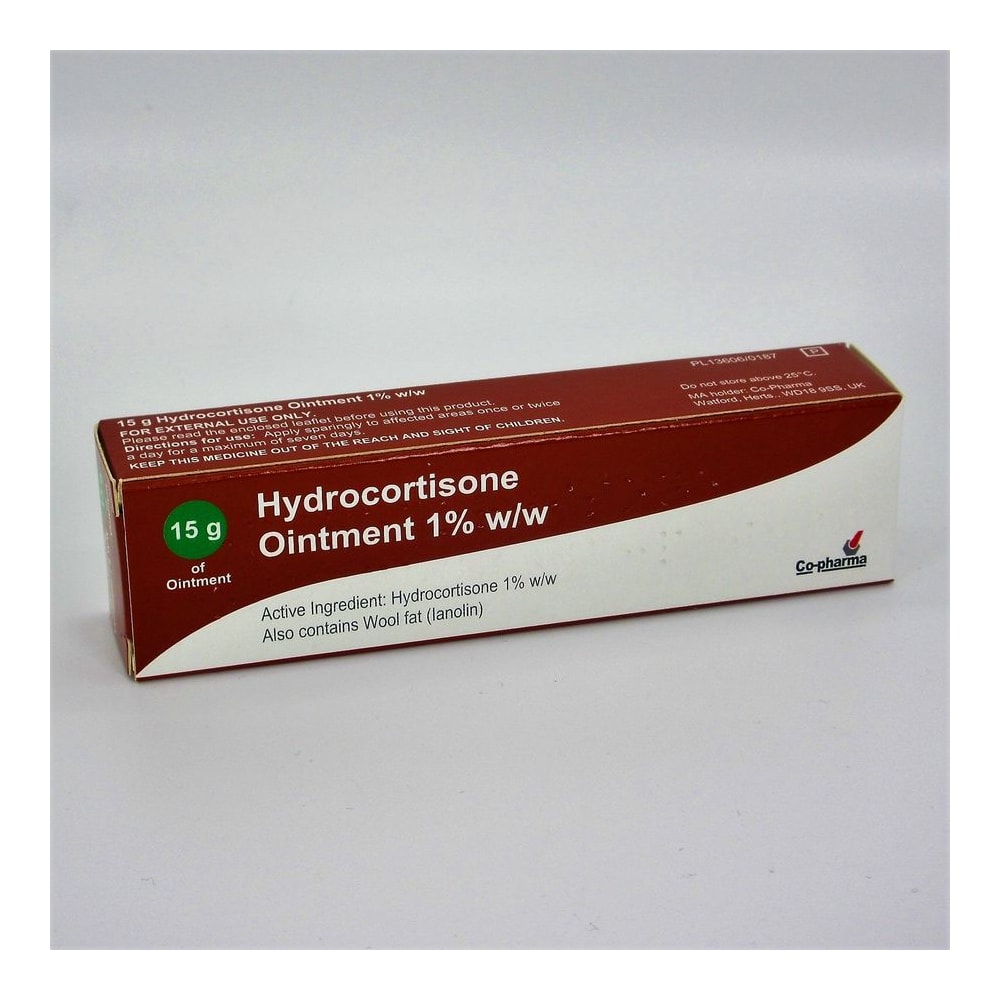 15 g Hydrocortisone Ointment 1% w/w
FOR EXTERNAL USE ONLY.
Please read the enclosed leaflet before using this product.
Directions for use: Apply sparingly to affected areas once or twice
a day for a maximum of seven days.
KEEP THIS MEDICINE OUT OF THE REACH AND SIGHT OF CHILDREN.
PL13606/0187
P
Do not store above 25°C.
MA holder: Co-Pharma
Watford, Herts., WD18 9SS. UK
15 g
of
Ointment
Hydrocortisone
Ointment 1% w/w
Active Ingredient: Hydrocortisone 1% w/w
Also contains Wool fat (lanolin)
Co-pharma